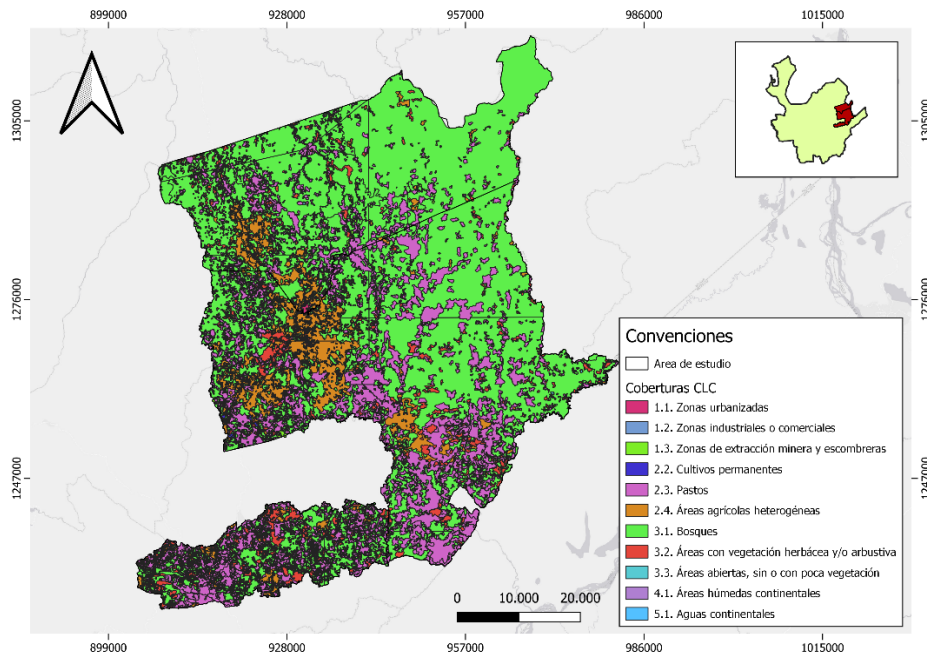 899000 928000 957000 986000 1015000
1305000 1305000
1276000 1276000
1247000 1247000
Convenciones
Area de estudio
Coberturas CLC
1.1. Zonas urbanizadas
1.2. Zonas industriales o comerciales
1.3. Zonas de extracción minera y escombreras
2.2. Cultivos permanentes
2.3. Pastos
2.4. Áreas agrícolas heterogéneas
3.1. Bosques
3.2. Áreas con vegetación herbácea y/o arbustiva
3.3. Áreas abiertas, sin o con poca vegetación
4.1. Áreas húmedas continentales
5.1. Aguas continentales
0 10.000 20.000
899000 928000 957000 986000 1015000